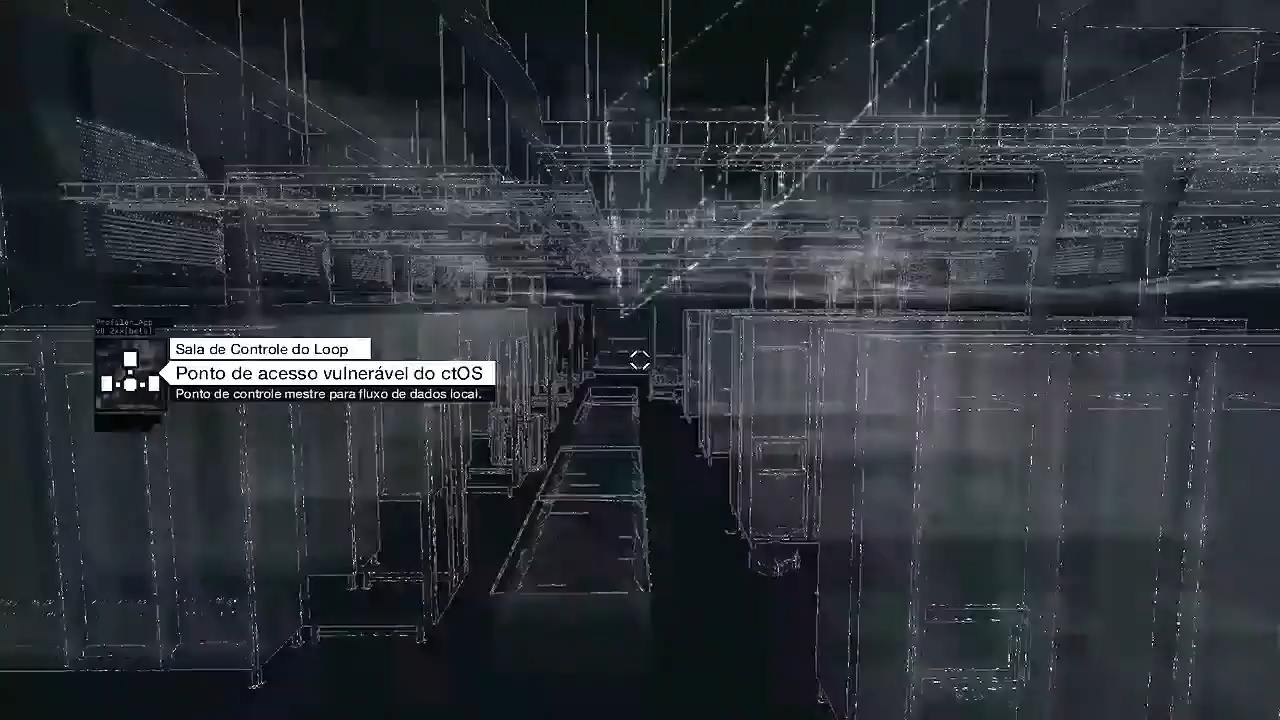 Profiler_App
Sala de Controle do Loop
Ponto de acesso vulnerável do ctOS
Ponto de controle mestre para fluxo de dados local.